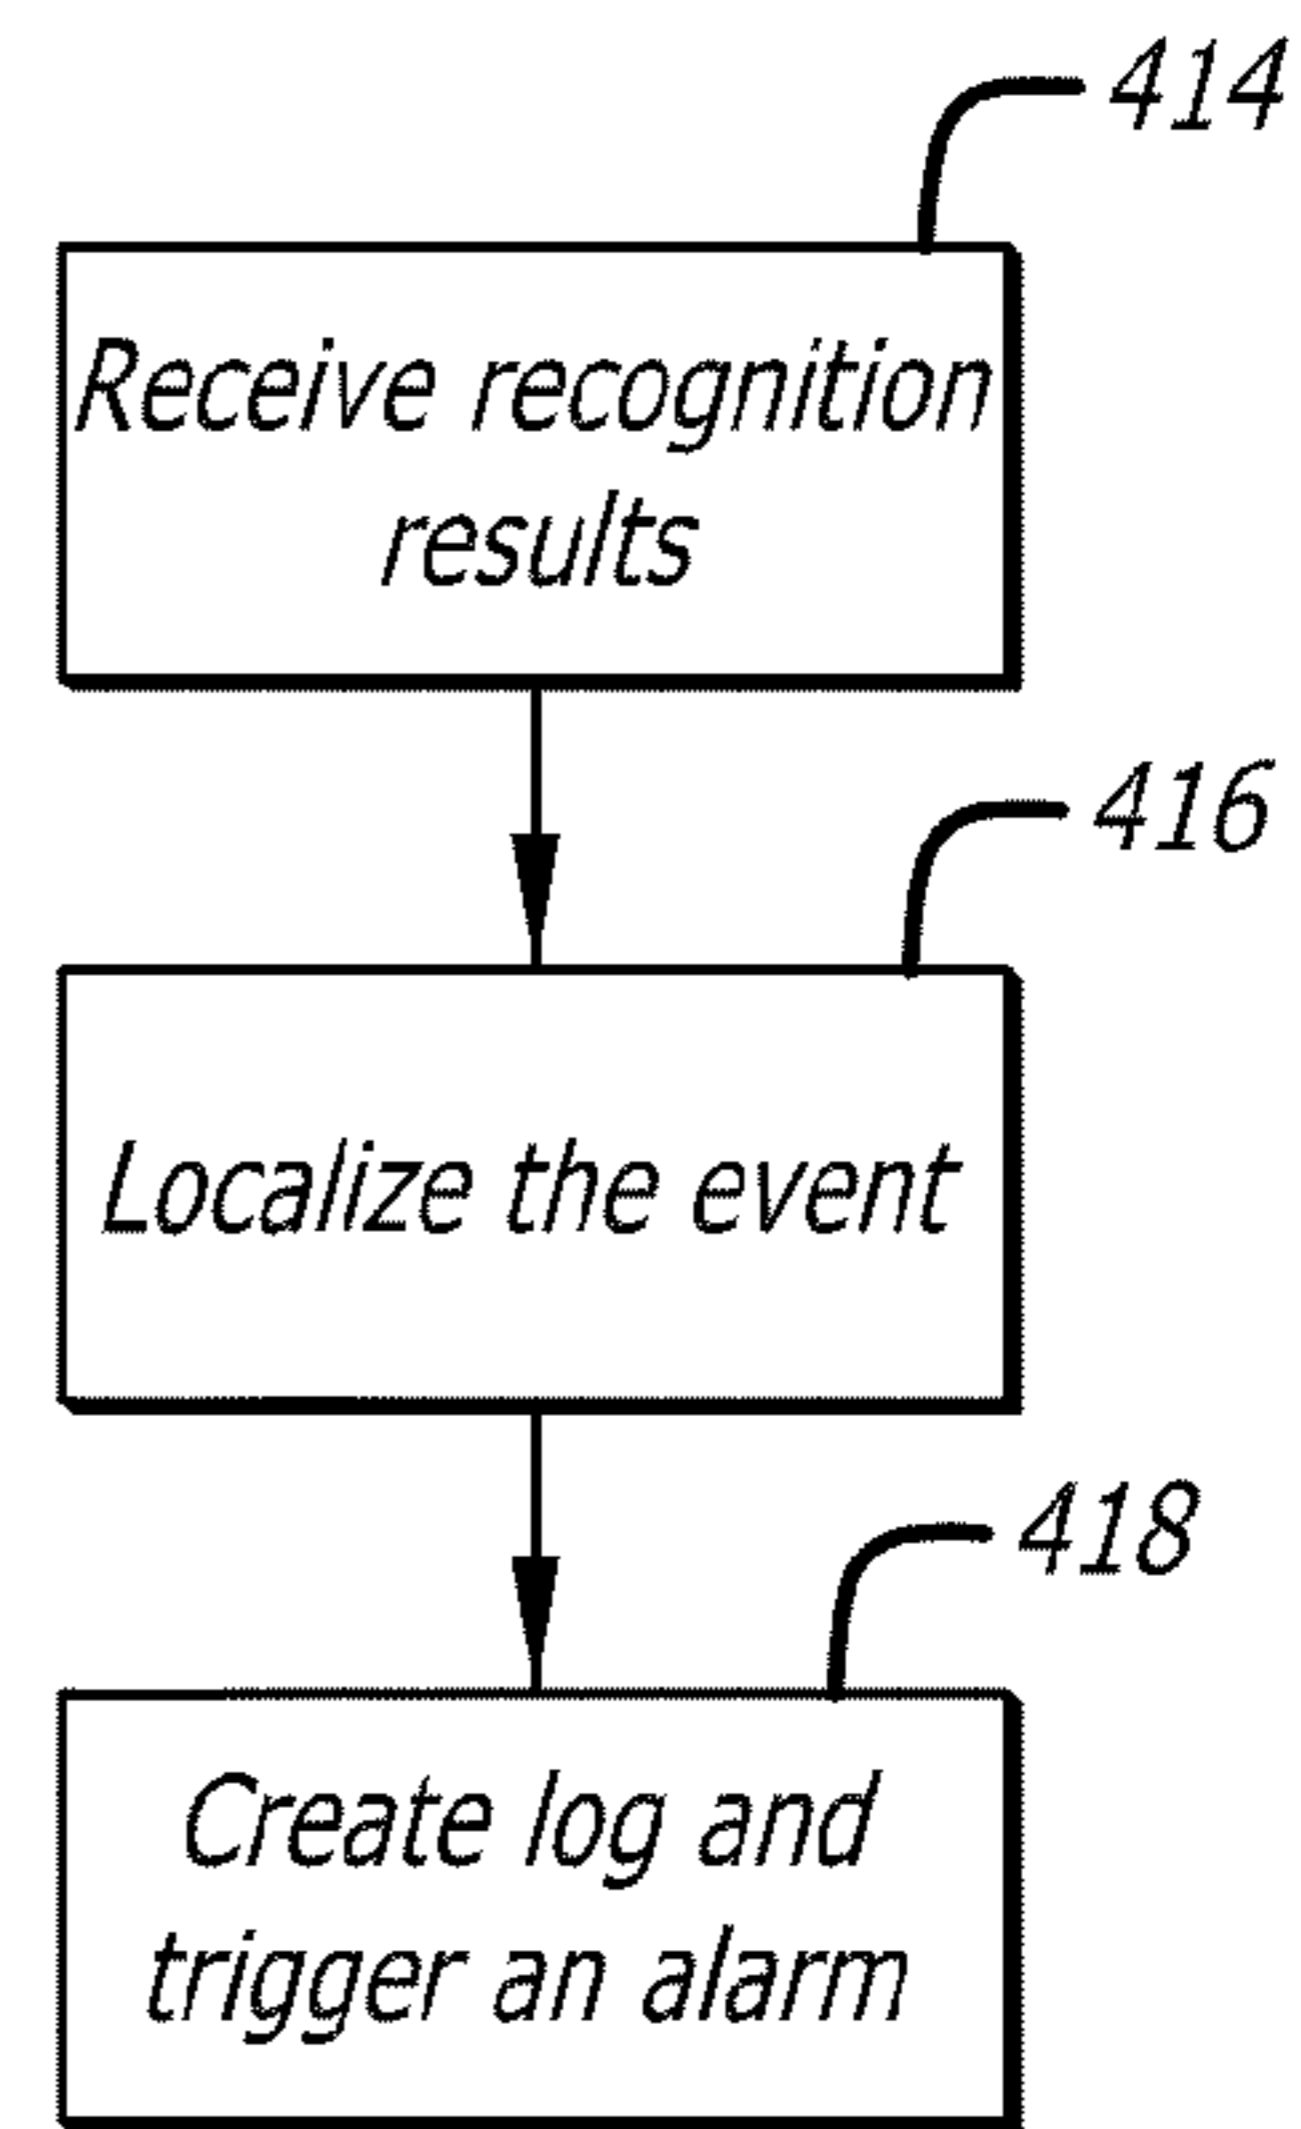 414
Receive recognition
results
416
Localize the event
418
Create log and
trigger an alarm